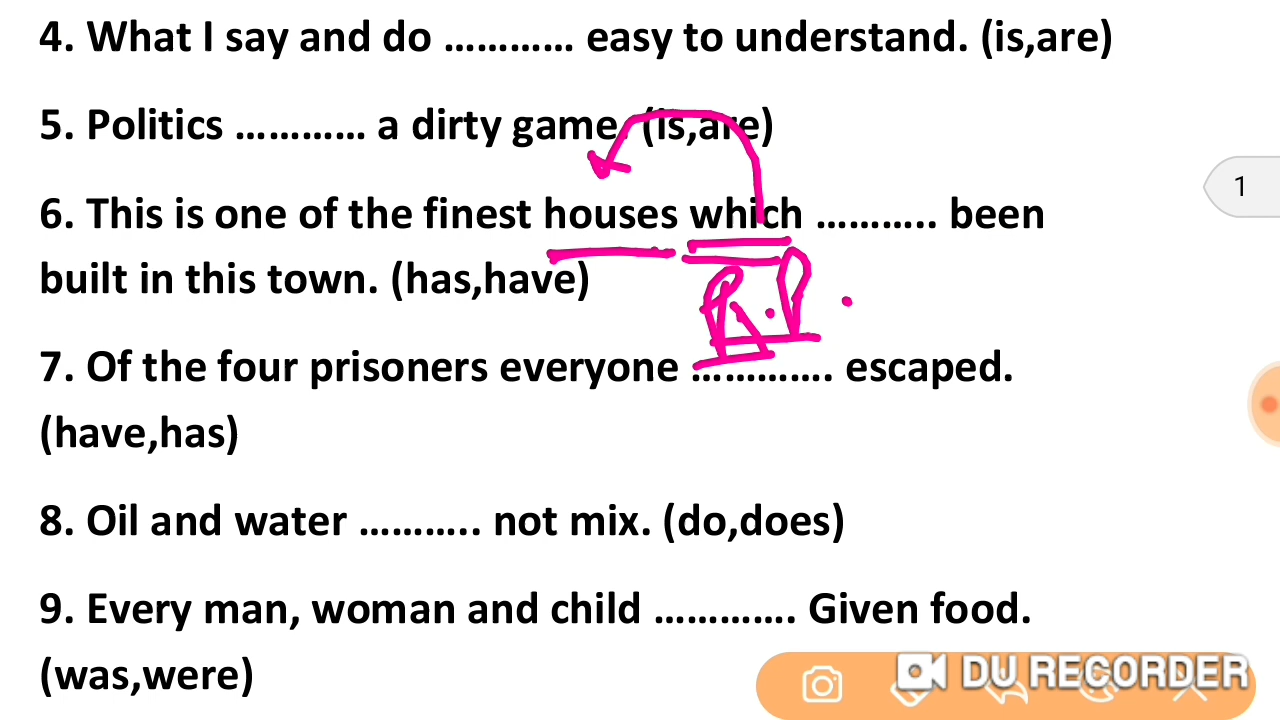 4. What I say and do ………… easy to understand. (is,are)
5. Politics ………… a dirty game. (is,are)
6. This is one of the finest houses which ……….. been
built in this town. (has,have)
R.P.
7. Of the four prisoners everyone …………. escaped.
(have,has)
8. Oil and water ……….. not mix. (do,does)
9. Every man, woman and child …………. Given food.
(was,were)
1
DU RECORDER